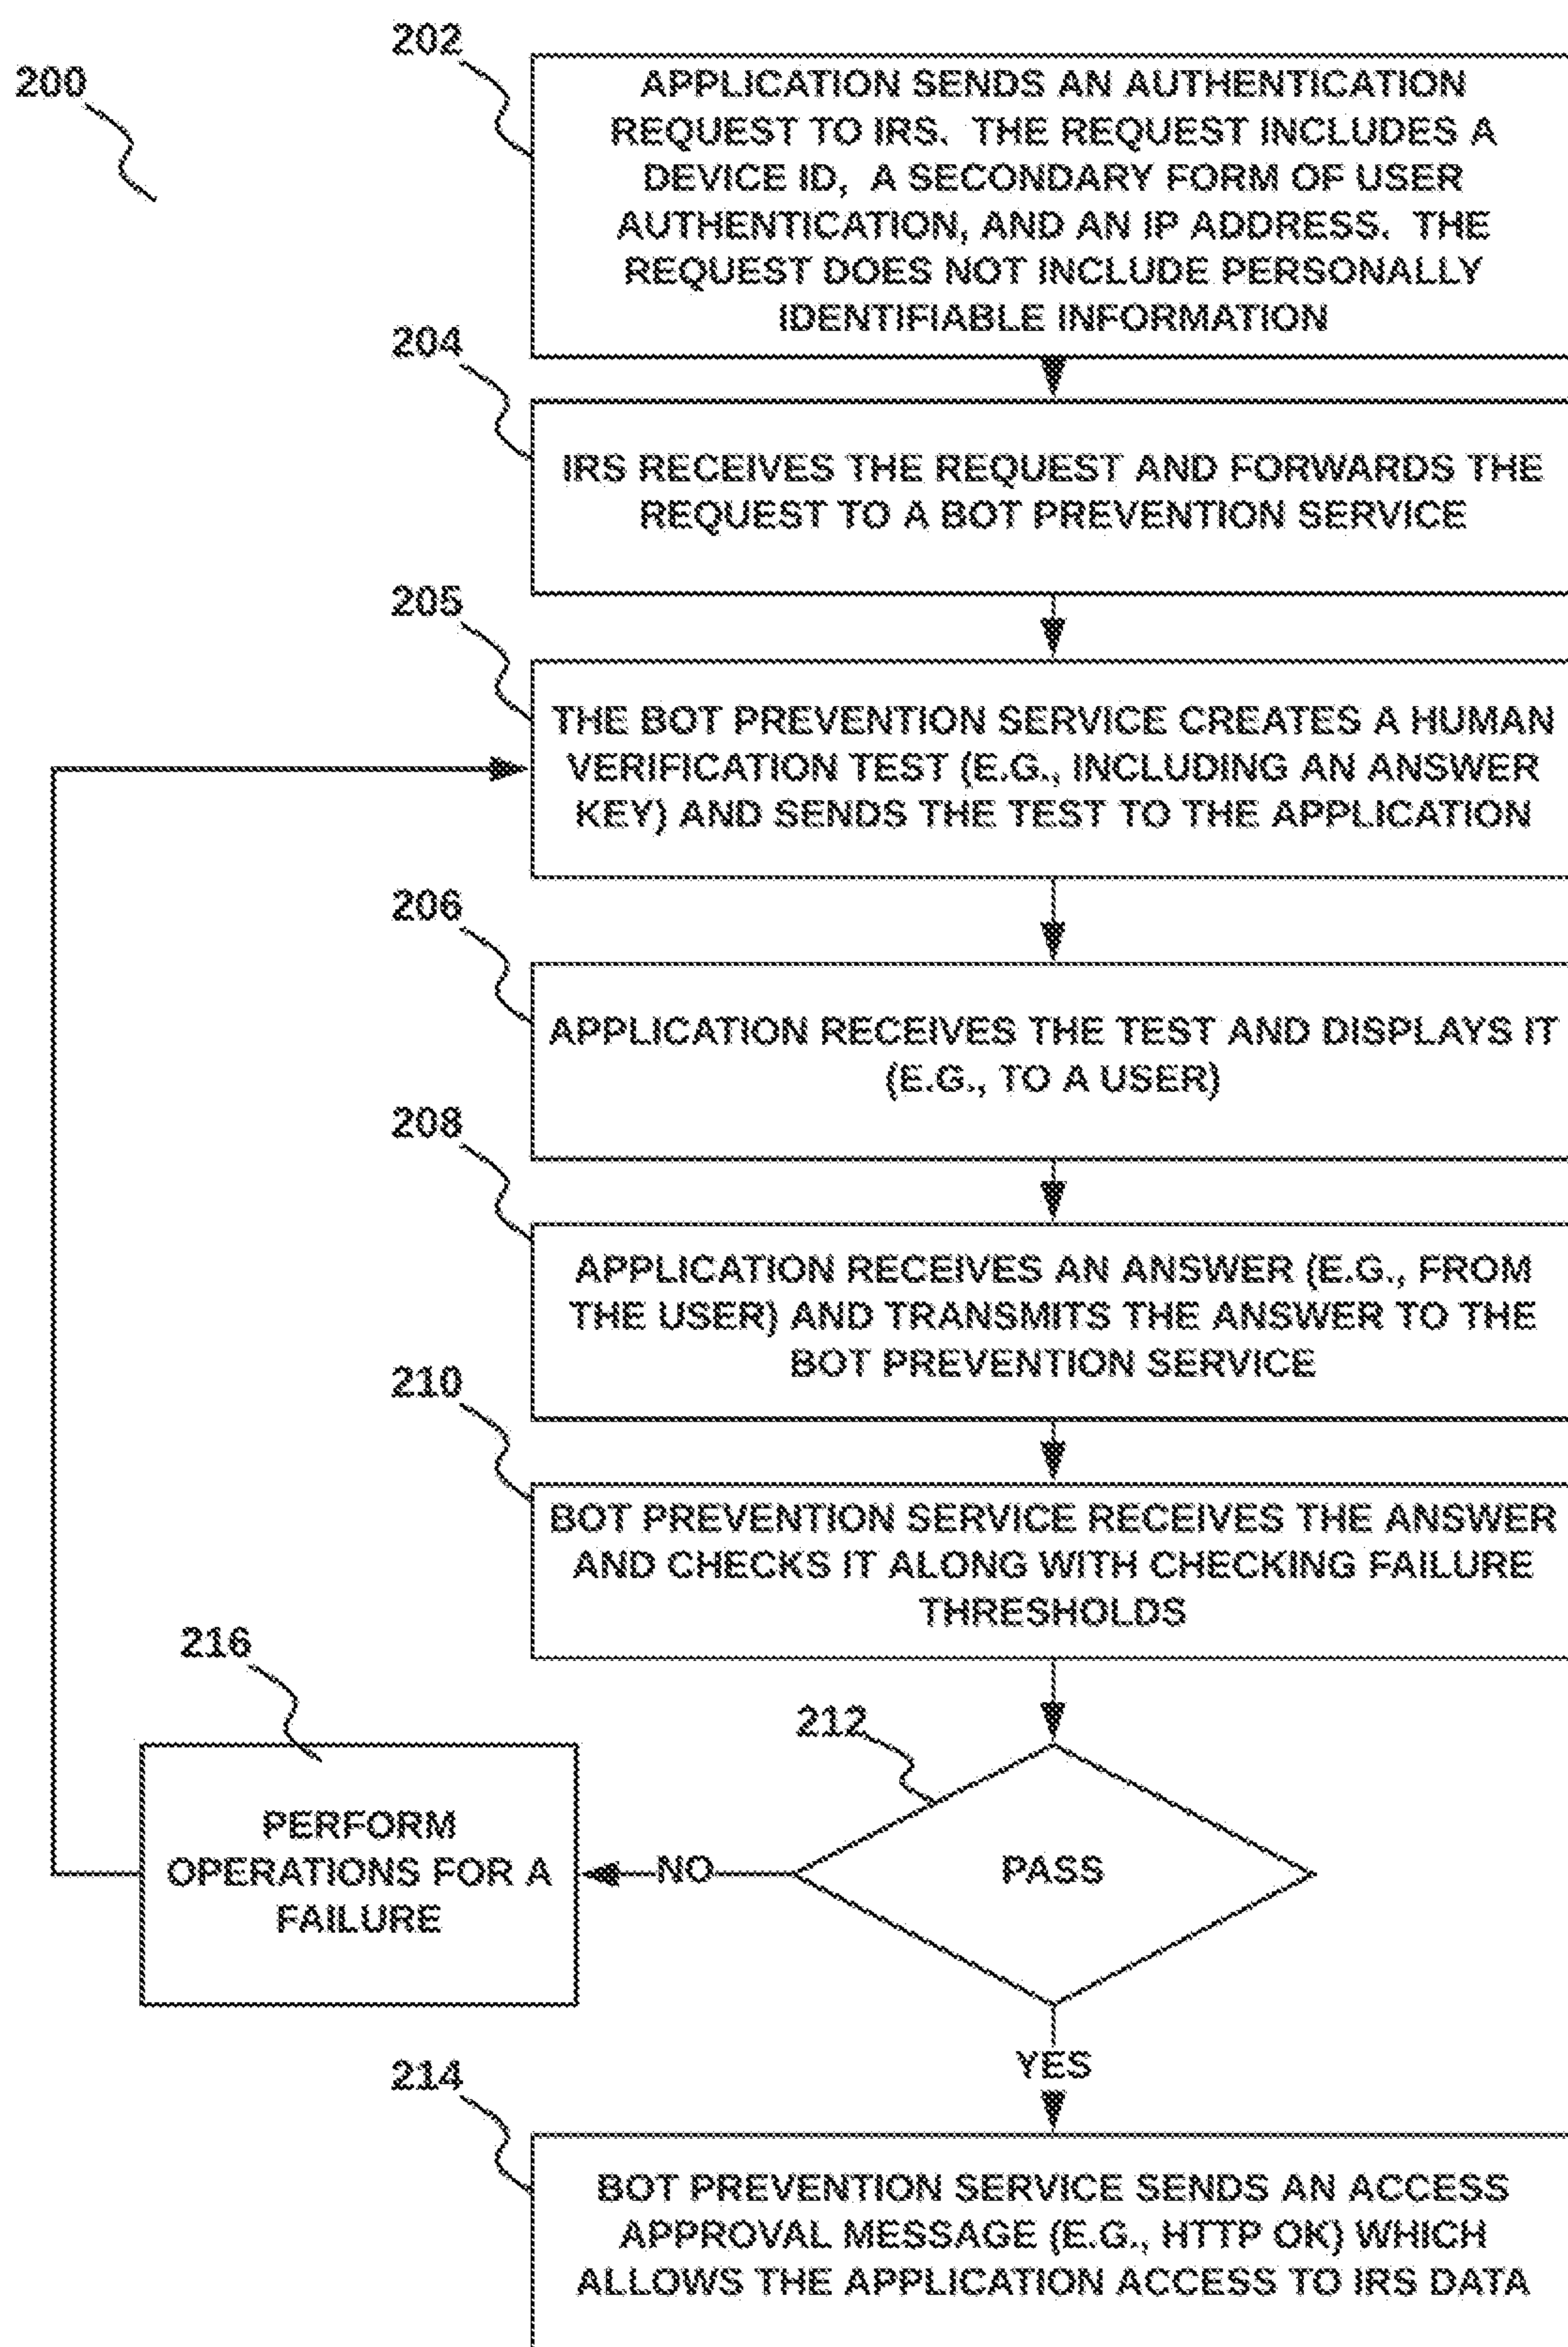 200
202
APPLICATION SENDS AN AUTHENTICATION
REQUEST TO IRS. THE REQUEST INCLUDES A
DEVICE ID, A SECONDARY FORM OF USER
AUTHENTICATION, AND AN IP ADDRESS. THE
REQUEST DOES NOT INCLUDE PERSONALLY
IDENTIFIABLE INFORMATION
204
IRS RECEIVES THE REQUEST AND FORWARDS THE
REQUEST TO A BOT PREVENTION SERVICE
205
THE BOT PREVENTION SERVICE CREATES A HUMAN
VERIFICATION TEST (E.G., INCLUDING AN ANSWER
KEY) AND SENDS THE TEST TO THE APPLICATION
206
APPLICATION RECEIVES THE TEST AND DISPLAYS IT
(E.G., TO A USER)
208
APPLICATION RECEIVES AN ANSWER (E.G., FROM
THE USER) AND TRANSMITS THE ANSWER TO THE
BOT PREVENTION SERVICE
210
BOT PREVENTION SERVICE RECEIVES THE ANSWER
AND CHECKS IT ALONG WITH CHECKING FAILURE
THRESHOLDS
212
PASS
NO
216
PERFORM
OPERATIONS FOR A
FAILURE
YES
214
BOT PREVENTION SERVICE SENDS AN ACCESS
APPROVAL MESSAGE (E.G., HTTP OK) WHICH
ALLOWS THE APPLICATION ACCESS TO IRS DATA